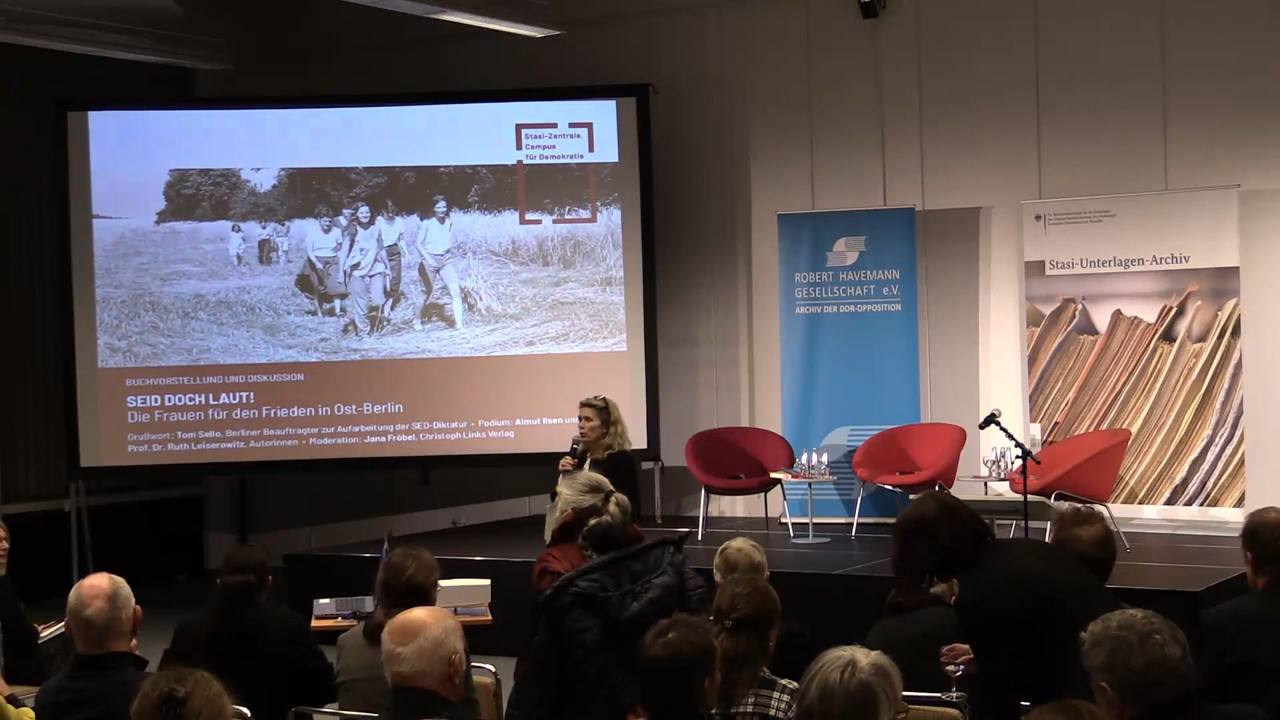 Stasi-Zentrale.
Campus
für Demokratie
BUCHVORSTELLUNG UND DISKUSSION
SEID DOCH LAUT!
Die Frauen für den Frieden in Ost-Berlin
Grußwort: Tom Sello, Berliner Beauftragter zur Aufarbeitung der SED-Diktatur • Podium: Almut Ilsen und
Prof. Dr. Ruth Leiserowitz, Autorinnen • Moderation: Jana Fröbel, Christoph Links Verlag
ROBERT HAVEMANN
GESELLSCHAFT e.V.
ARCHIV DER DDR-OPPOSITION
Stasi-Unterlagen-Archiv